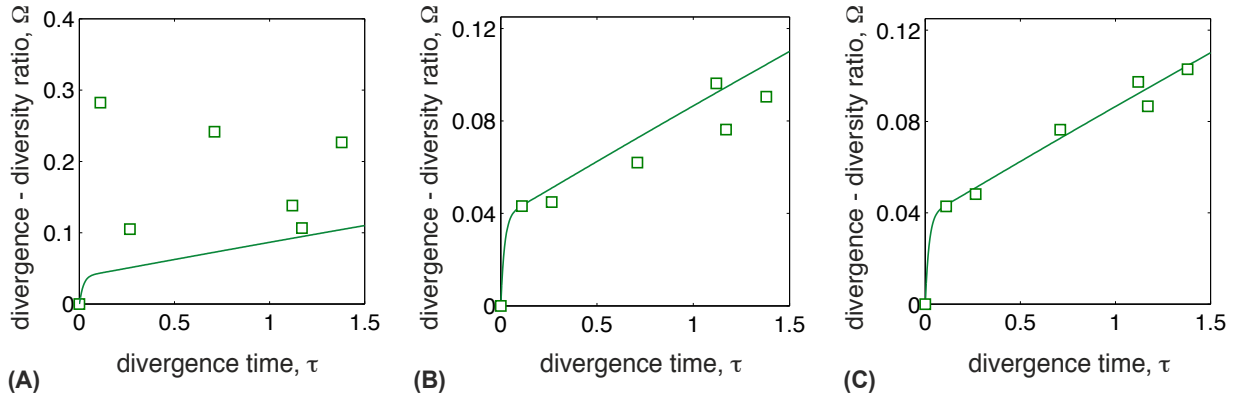 divergence - diversity ratio, Ω
0.4
0.3
0.2
0.1
0
0
0.5
1
1.5
divergence time, τ
(A)
divergence - diversity ratio, Ω
0.12
0.08
0.04
0
0
0.5
1
1.5
divergence time, τ
(B)
divergence - diversity ratio, Ω
0.12
0.08
0.04
0
0
0.5
1
1.5
divergence time, τ
(C)